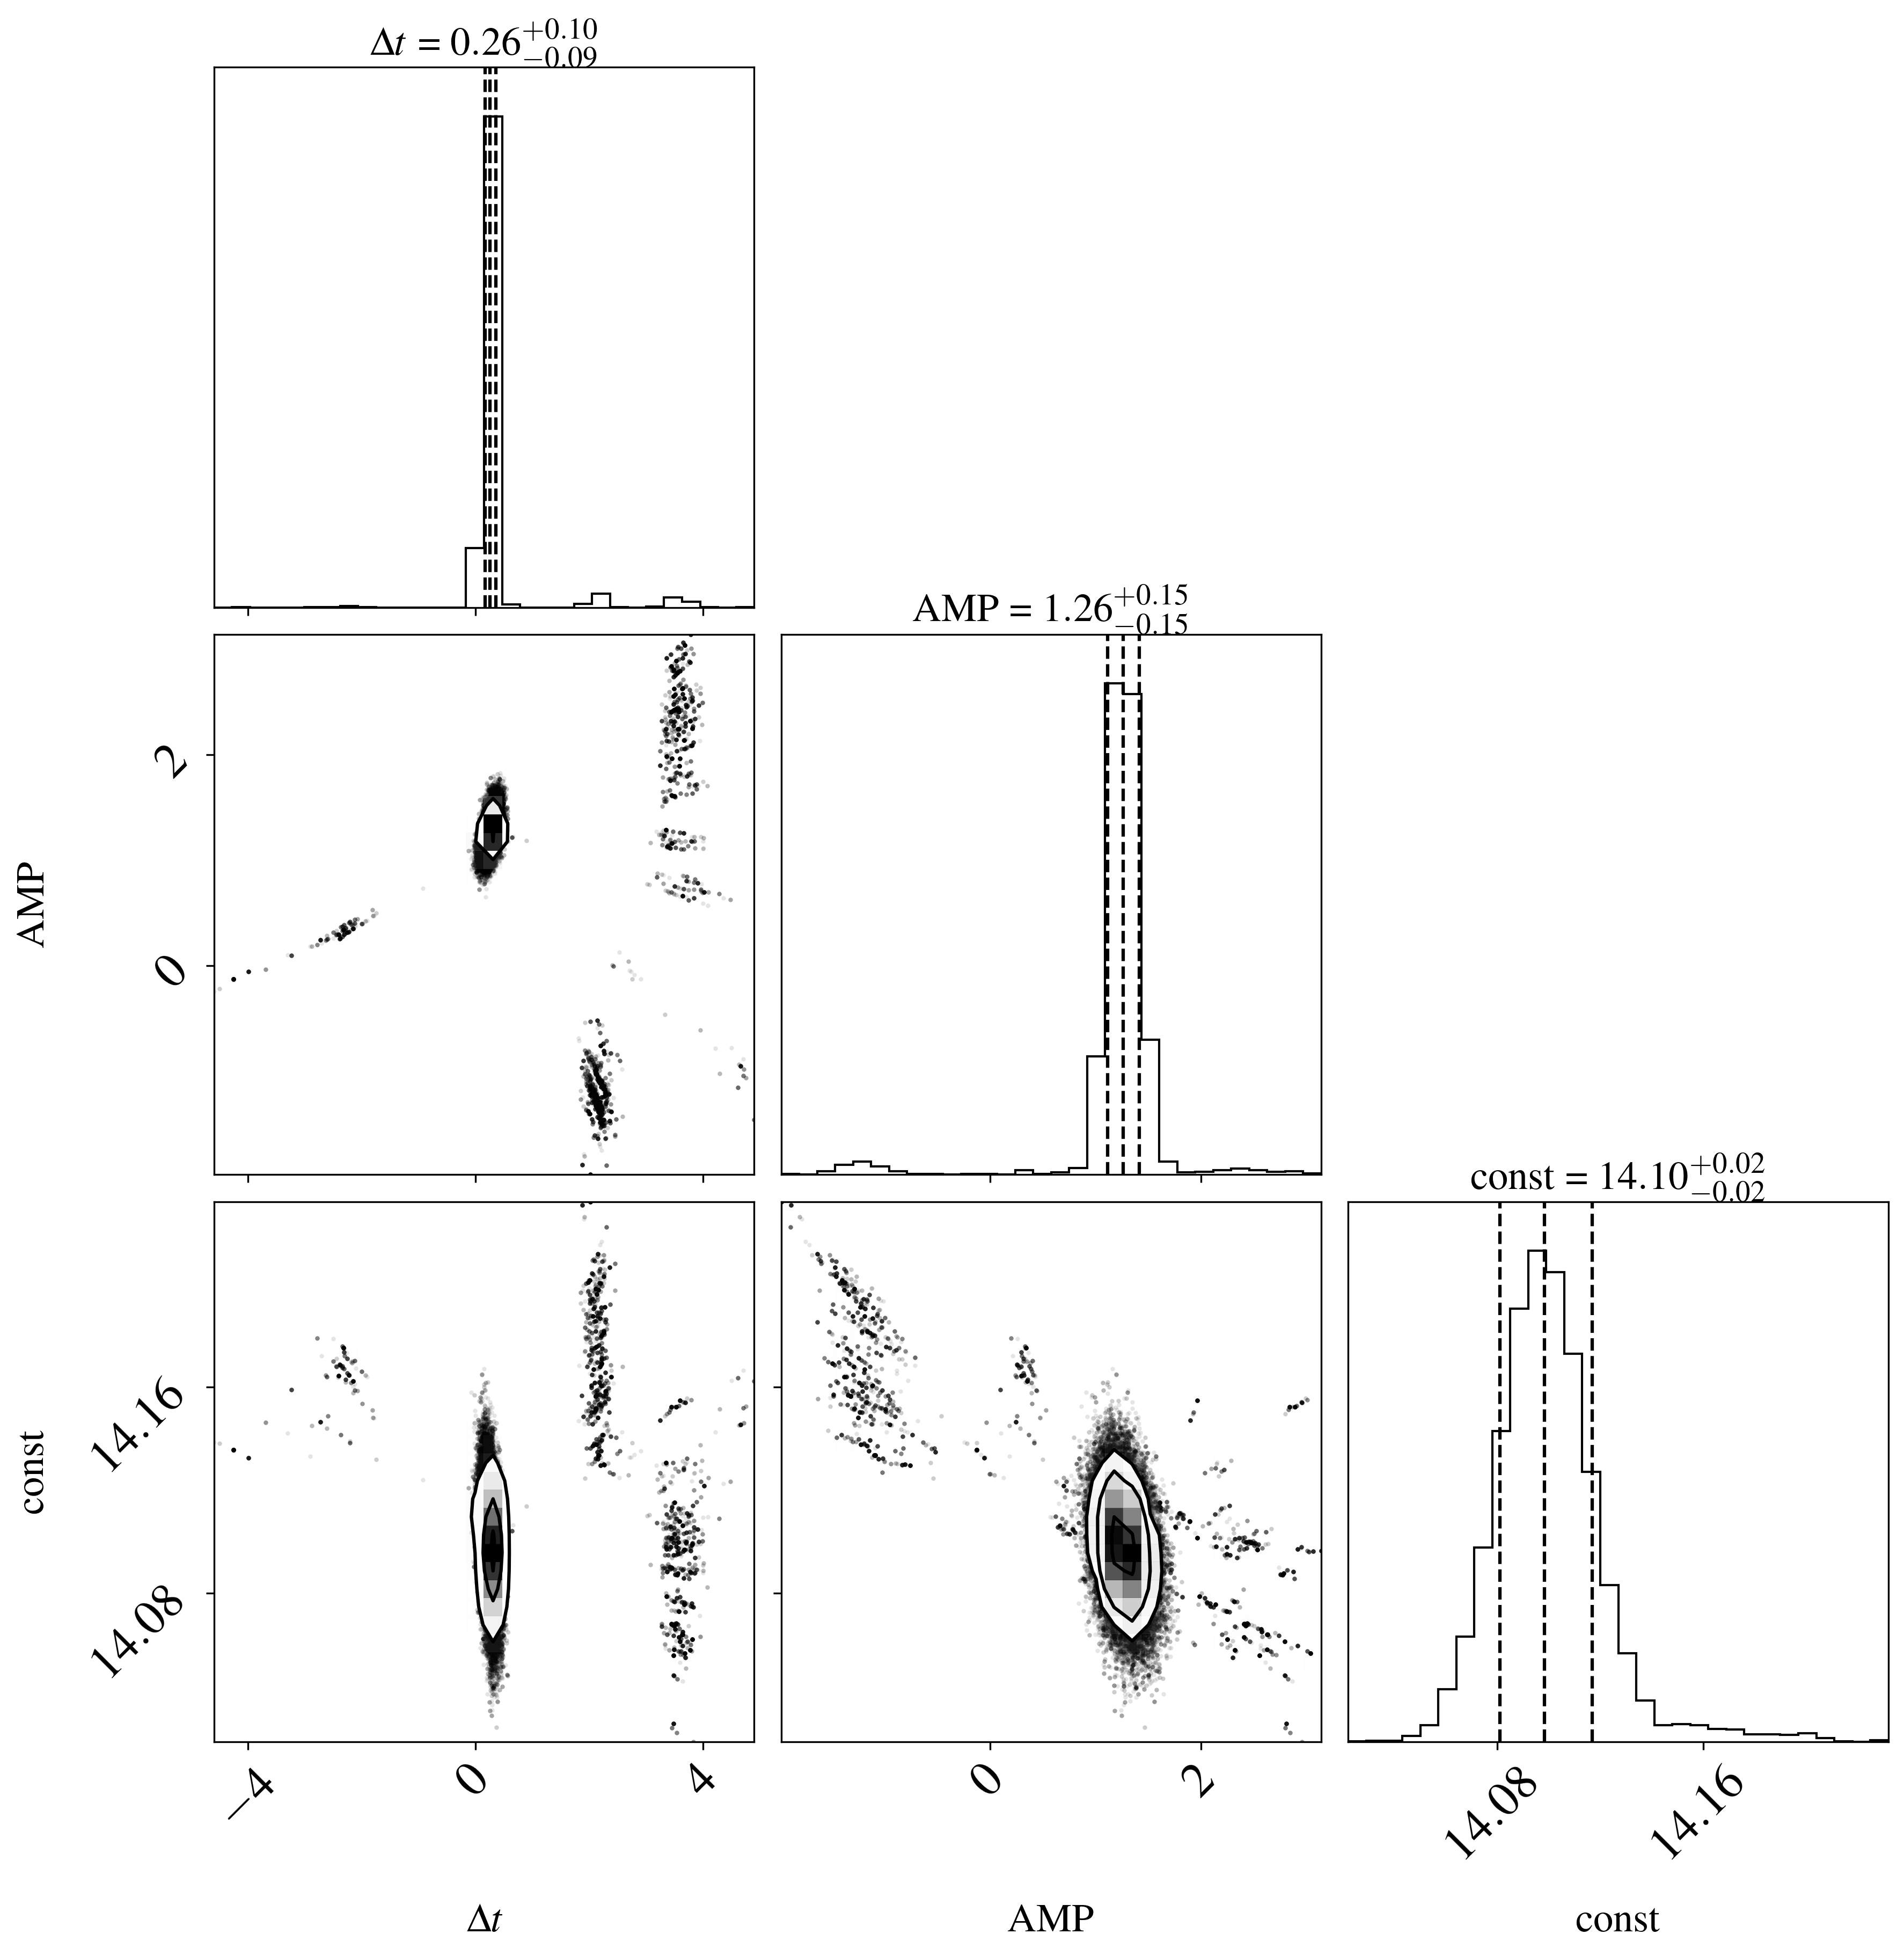 Δt = 0.26 +0.10 −0.09
AMP = 1.26 +0.15 −0.15
2
0
AMP
const = 14.10 +0.02 −0.02
14.16
14.08
const
−4 0 4
0 2
14.08 14.16
Δt
AMP
const